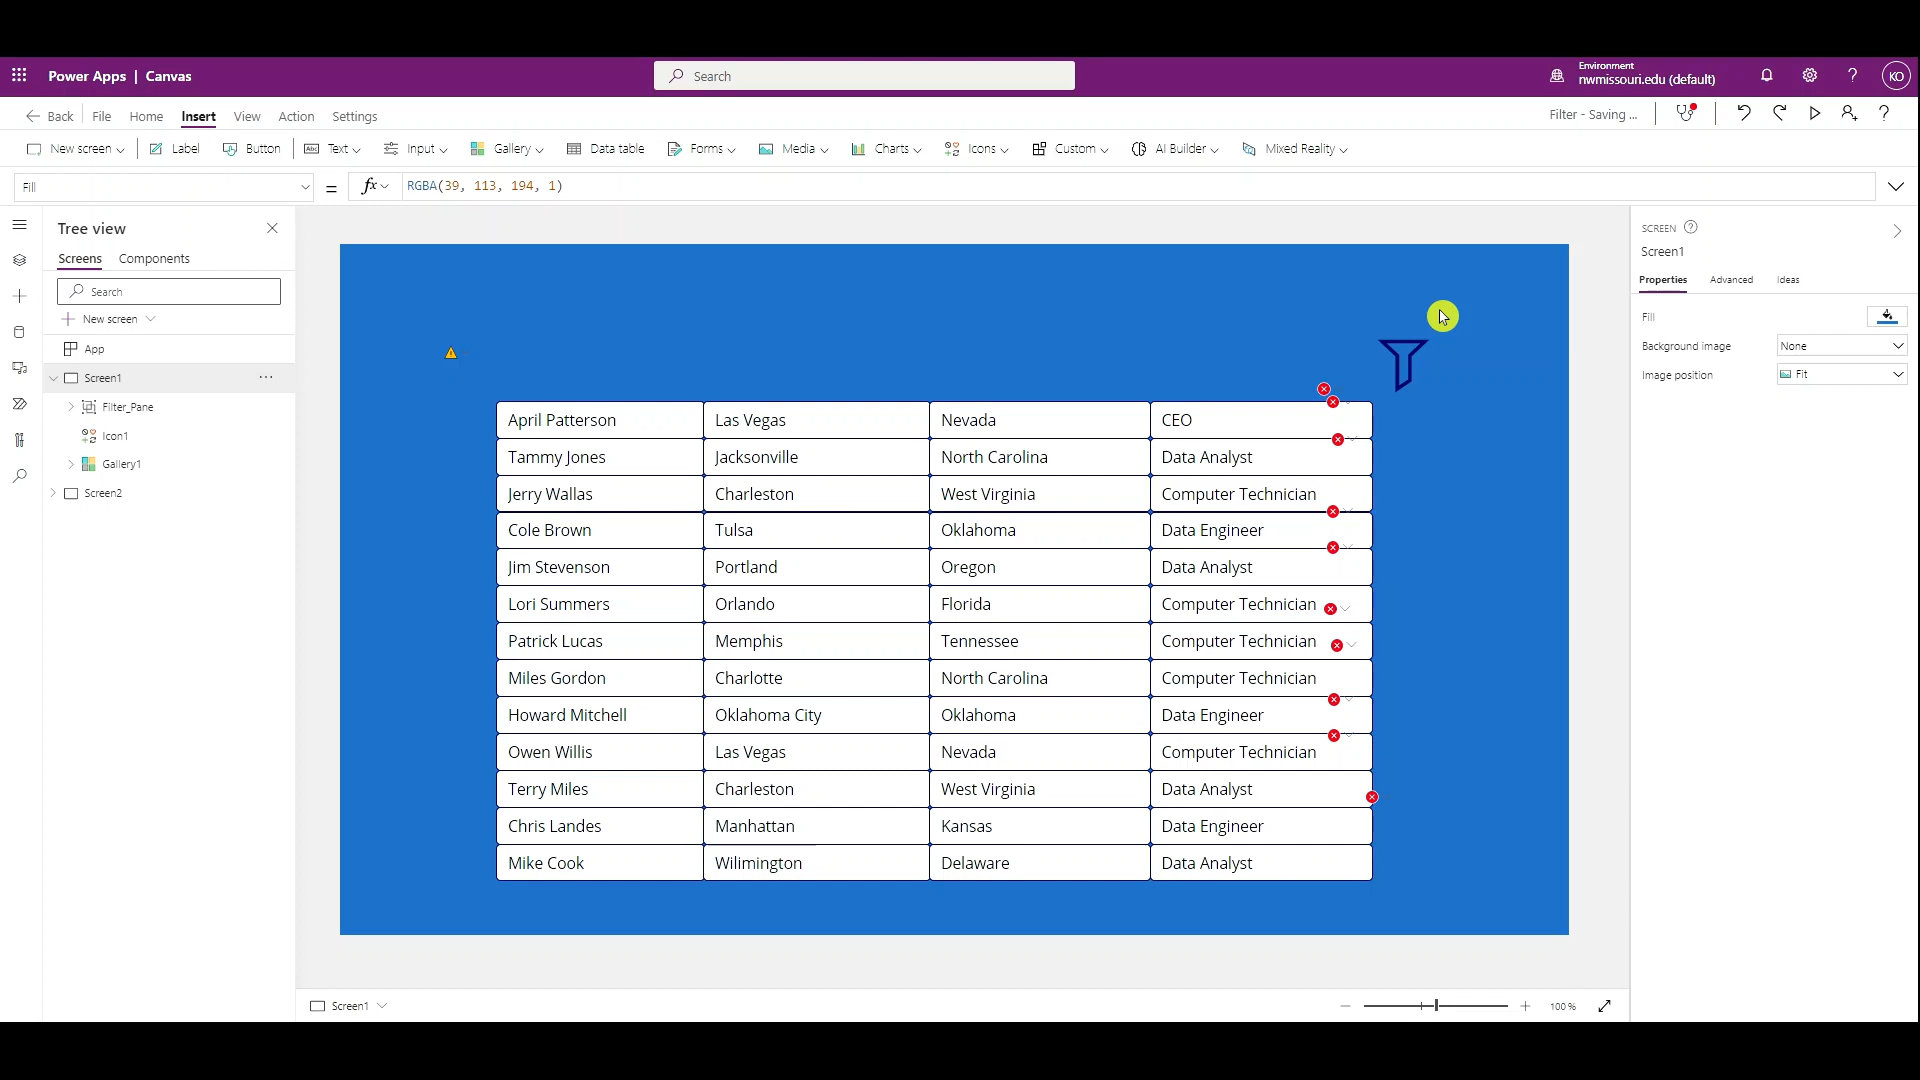 Power Apps | Canvas
Search
Environment
nwmissouri.edu (default)
KO
Back File Home Insert View Action Settings
Filter - Saving ...
New screen Label Button Text Input Gallery Data table Forms Media Charts Icons Custom AI Builder Mixed Reality
Fill = fx RGBA(39, 113, 194, 1)
Tree view
Screens Components
Search
New screen
App
Screen1
Filter_Pane
Icon1
Gallery1
Screen2
April Patterson Las Vegas Nevada CEO
Tammy Jones Jacksonville North Carolina Data Analyst
Jerry Wallas Charleston West Virginia Computer Technician
Cole Brown Tulsa Oklahoma Data Engineer
Jim Stevenson Portland Oregon Data Analyst
Lori Summers Orlando Florida Computer Technician
Patrick Lucas Memphis Tennessee Computer Technician
Miles Gordon Charlotte North Carolina Computer Technician
Howard Mitchell Oklahoma City Oklahoma Data Engineer
Owen Willis Las Vegas Nevada Computer Technician
Terry Miles Charleston West Virginia Data Analyst
Chris Landes Manhattan Kansas Data Engineer
Mike Cook Wilimington Delaware Data Analyst
SCREEN
Screen1
Properties Advanced Ideas
Fill
Background image None
Image position Fit
Screen1
100 %